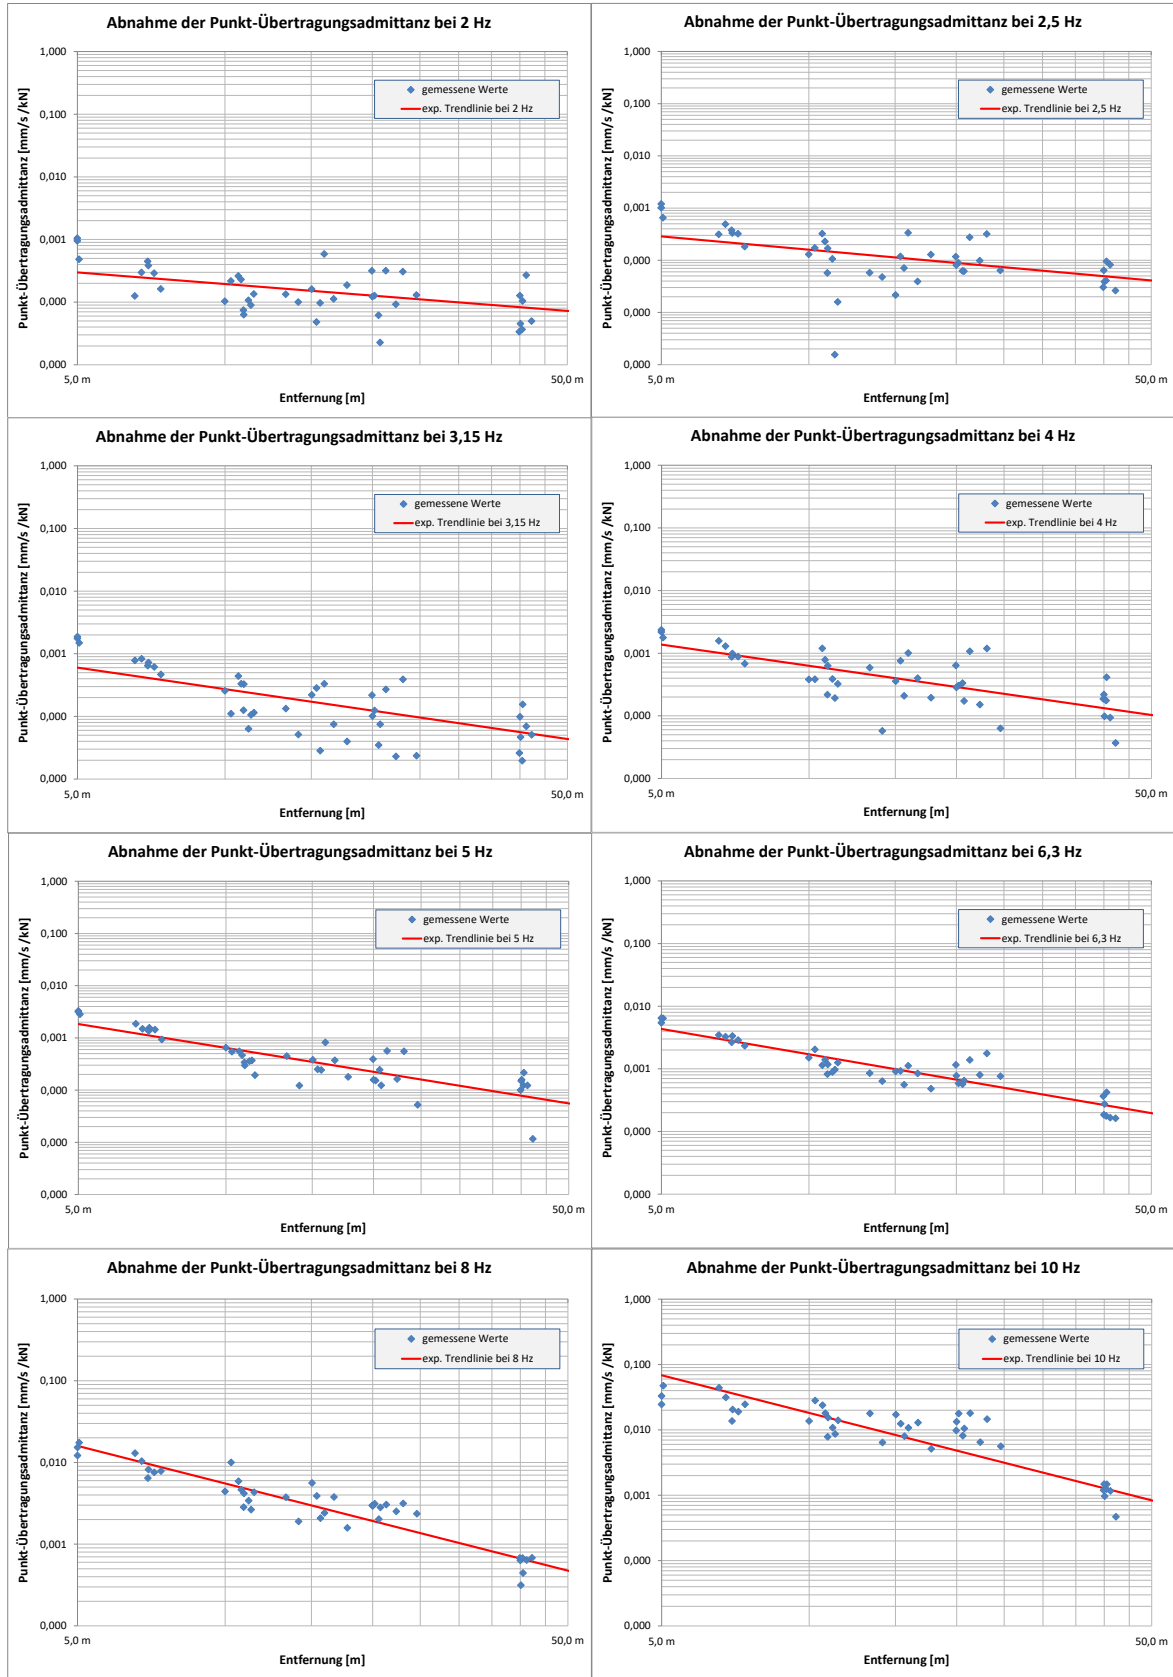 Abnahme der Punkt-Übertragungsadmittanz bei 2 Hz
Punkt-Übertragungsadmittanz [mm/s /kN]
1,000
0,100
0,010
0,001
0,000
0,000
gemessene Werte
exp. Trendlinie bei 2 Hz
5,0 m
50,0 m
Entfernung [m]
Abnahme der Punkt-Übertragungsadmittanz bei 2,5 Hz
Punkt-Übertragungsadmittanz [mm/s /kN]
1,000
0,100
0,010
0,001
0,000
0,000
0,000
gemessene Werte
exp. Trendlinie bei 2,5 Hz
5,0 m
50,0 m
Entfernung [m]
Abnahme der Punkt-Übertragungsadmittanz bei 3,15 Hz
Punkt-Übertragungsadmittanz [mm/s /kN]
1,000
0,100
0,010
0,001
0,000
0,000
gemessene Werte
exp. Trendlinie bei 3,15 Hz
5,0 m
50,0 m
Entfernung [m]
Abnahme der Punkt-Übertragungsadmittanz bei 4 Hz
Punkt-Übertragungsadmittanz [mm/s /kN]
1,000
0,100
0,010
0,001
0,000
0,000
gemessene Werte
exp. Trendlinie bei 4 Hz
5,0 m
50,0 m
Entfernung [m]
Abnahme der Punkt-Übertragungsadmittanz bei 5 Hz
Punkt-Übertragungsadmittanz [mm/s /kN]
1,000
0,100
0,010
0,001
0,000
0,000
0,000
gemessene Werte
exp. Trendlinie bei 5 Hz
5,0 m
50,0 m
Entfernung [m]
Abnahme der Punkt-Übertragungsadmittanz bei 6,3 Hz
Punkt-Übertragungsadmittanz [mm/s /kN]
1,000
0,100
0,010
0,001
0,000
0,000
gemessene Werte
exp. Trendlinie bei 6,3 Hz
5,0 m
50,0 m
Entfernung [m]
Abnahme der Punkt-Übertragungsadmittanz bei 8 Hz
Punkt-Übertragungsadmittanz [mm/s /kN]
1,000
0,100
0,010
0,001
0,000
gemessene Werte
exp. Trendlinie bei 8 Hz
5,0 m
50,0 m
Entfernung [m]
Abnahme der Punkt-Übertragungsadmittanz bei 10 Hz
Punkt-Übertragungsadmittanz [mm/s /kN]
1,000
0,100
0,010
0,001
0,000
0,000
gemessene Werte
exp. Trendlinie bei 10 Hz
5,0 m
50,0 m
Entfernung [m]